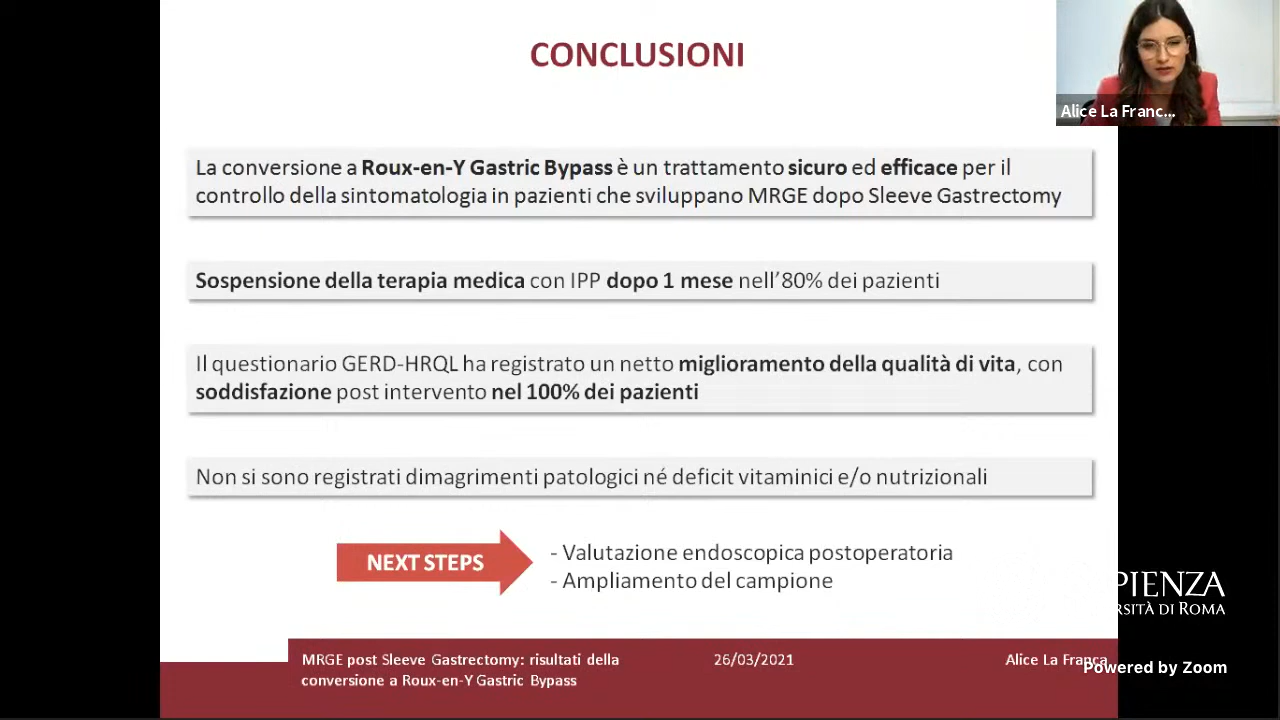 CONCLUSIONI
Alice La Franc...
La conversione a Roux-en-Y Gastric Bypass è un trattamento sicuro ed efficace per il
controllo della sintomatologia in pazienti che sviluppano MRGE dopo Sleeve Gastrectomy
Sospensione della terapia medica con IPP dopo 1 mese nell’80% dei pazienti
Il questionario GERD-HRQL ha registrato un netto miglioramento della qualità di vita, con
soddisfazione post intervento nel 100% dei pazienti
Non si sono registrati dimagrimenti patologici né deficit vitaminici e/o nutrizionali
NEXT STEPS
- Valutazione endoscopica postoperatoria
- Ampliamento del campione
PIENZA
RSITÀ DI ROMA
MRGE post Sleeve Gastrectomy: risultati della
conversione a Roux-en-Y Gastric Bypass
26/03/2021
Alice La Franca
Powered by Zoom